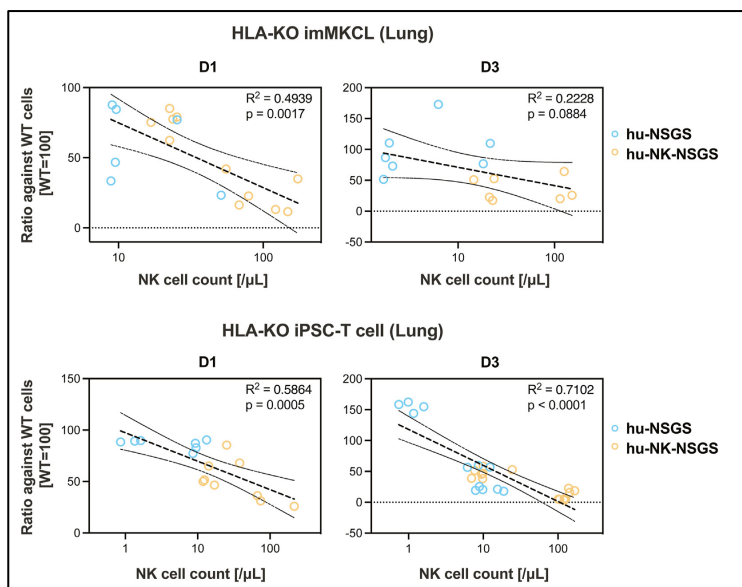 HLA-KO imMKCL (Lung)
D1
D3
Ratio against WT cells
[WT=100]
100
50
0
R² = 0.4939
p = 0.0017
10
100
NK cell count [/µL]
200
150
100
50
0
-50
R² = 0.2228
p = 0.0884
10
100
NK cell count [/µL]
hu-NSGS
hu-NK-NSGS
HLA-KO iPSC-T cell (Lung)
D1
D3
Ratio against WT cells
[WT=100]
150
100
50
0
R² = 0.5864
p = 0.0005
1
10
100
NK cell count [/µL]
200
150
100
50
0
-50
R² = 0.7102
p < 0.0001
1
10
100
NK cell count [/µL]
hu-NSGS
hu-NK-NSGS